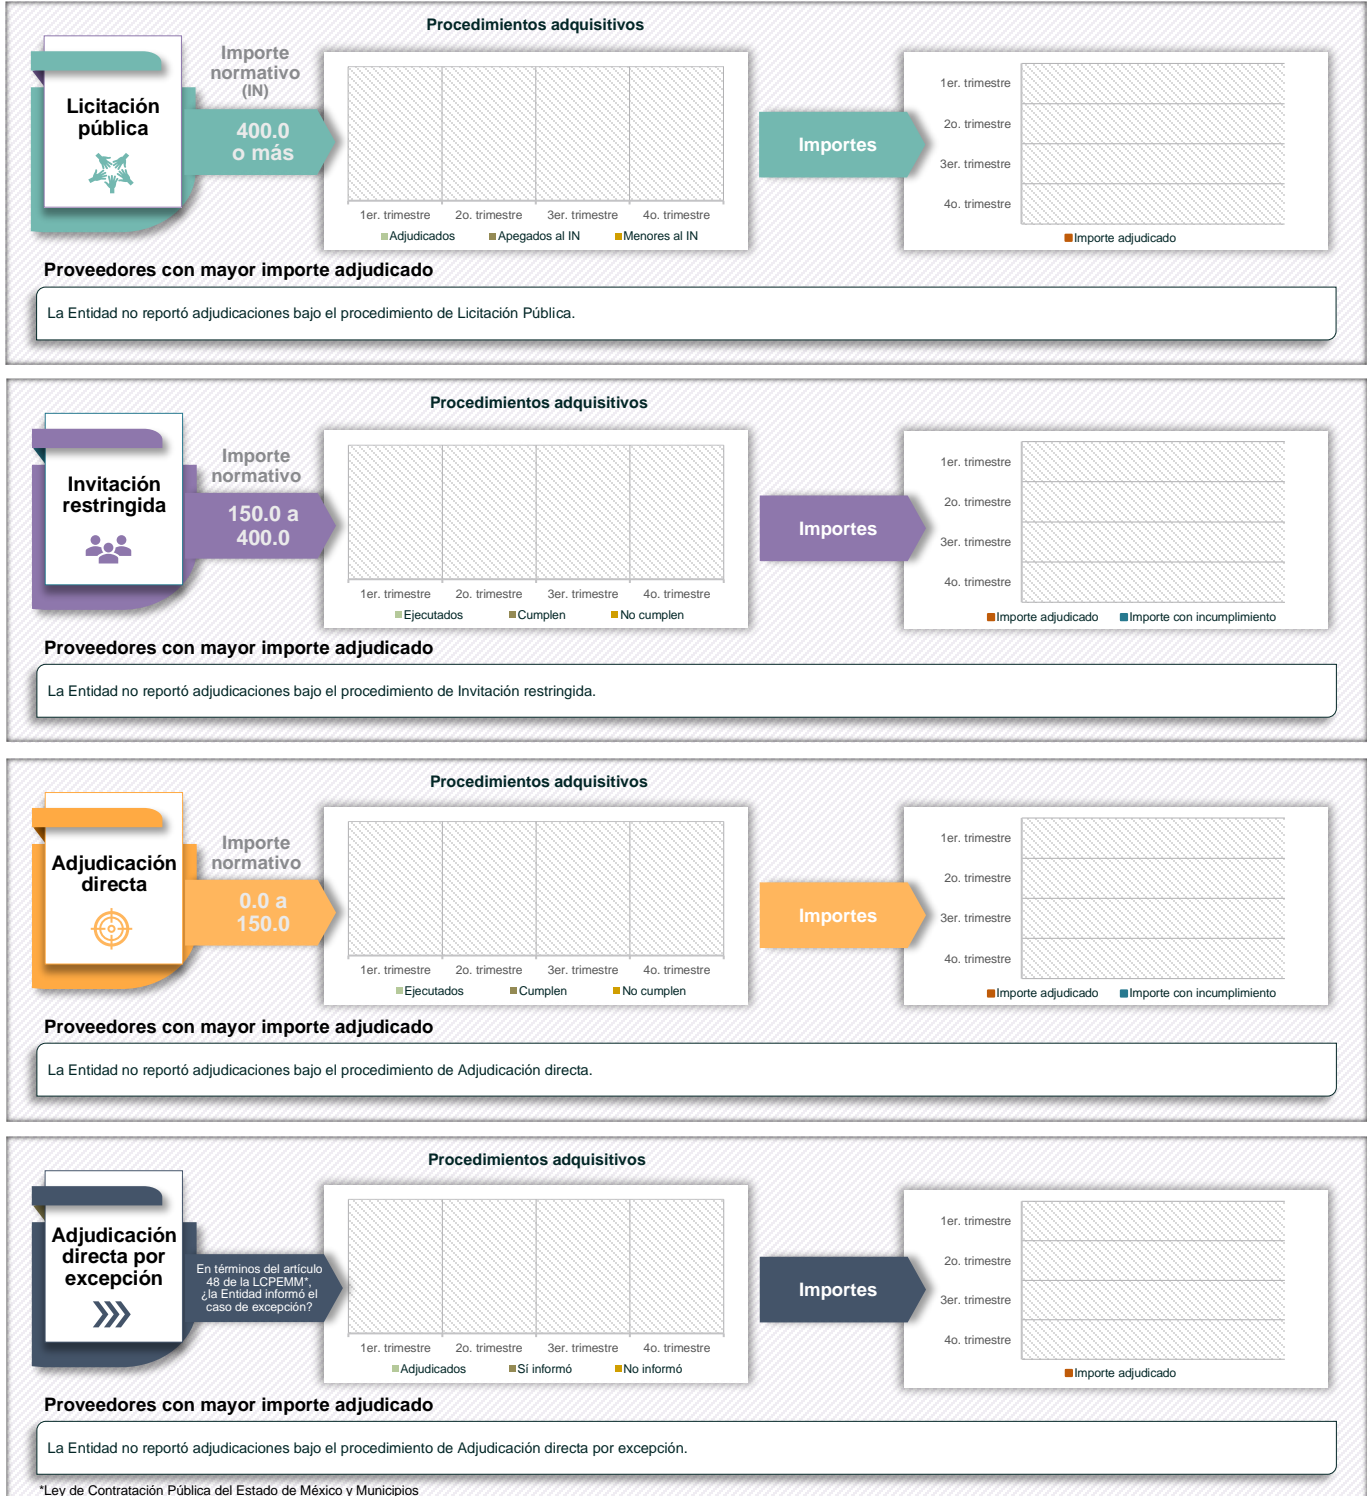 Procedimientos adquisitivos
Licitación
pública
Importe
normativo
(IN)
400.0
o más
1er. trimestre 2o. trimestre 3er. trimestre 4o. trimestre
Adjudicados Apegados al IN Menores al IN
Importes
1er. trimestre
2o. trimestre
3er. trimestre
4o. trimestre
Importe adjudicado
Proveedores con mayor importe adjudicado
La Entidad no reportó adjudicaciones bajo el procedimiento de Licitación Pública.
Procedimientos adquisitivos
Invitación
restringida
Importe
normativo
150.0 a
400.0
1er. trimestre 2o. trimestre 3er. trimestre 4o. trimestre
Ejecutados Cumplen No cumplen
Importes
1er. trimestre
2o. trimestre
3er. trimestre
4o. trimestre
Importe adjudicado Importe con incumplimiento
Proveedores con mayor importe adjudicado
La Entidad no reportó adjudicaciones bajo el procedimiento de Invitación restringida.
Procedimientos adquisitivos
Adjudicación
directa
Importe
normativo
0.0 a
150.0
1er. trimestre 2o. trimestre 3er. trimestre 4o. trimestre
Ejecutados Cumplen No cumplen
Importes
1er. trimestre
2o. trimestre
3er. trimestre
4o. trimestre
Importe adjudicado Importe con incumplimiento
Proveedores con mayor importe adjudicado
La Entidad no reportó adjudicaciones bajo el procedimiento de Adjudicación directa.
Procedimientos adquisitivos
Adjudicación
directa por
excepción
En términos del artículo
48 de la LCPEMM*,
¿la Entidad informó el
caso de excepción?
1er. trimestre 2o. trimestre 3er. trimestre 4o. trimestre
Adjudicados Sí informó No informó
Importes
1er. trimestre
2o. trimestre
3er. trimestre
4o. trimestre
Importe adjudicado
Proveedores con mayor importe adjudicado
La Entidad no reportó adjudicaciones bajo el procedimiento de Adjudicación directa por excepción.
*Ley de Contratación Pública del Estado de México y Municipios